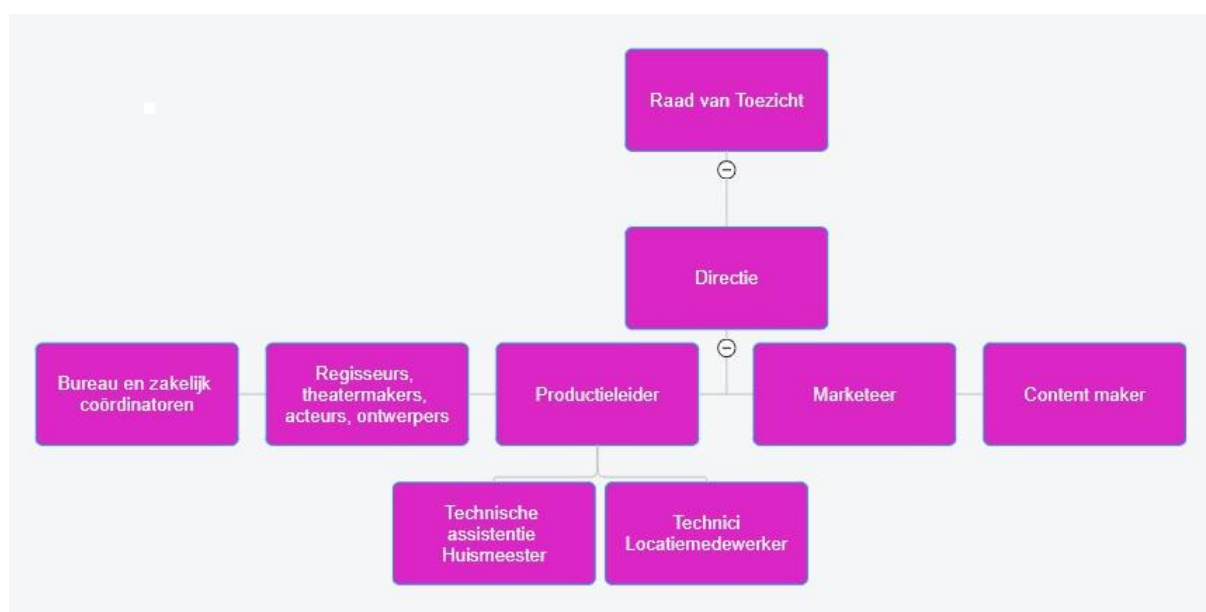 Raad van Toezicht
Directie
Bureau en zakelijk
coördinatoren
Regisseurs,
theatermakers,
acteurs, ontwerpers
Productieleider
Marketeer
Content maker
Technische
assistentie
Huismeester
Technici
Locatiemedewerker